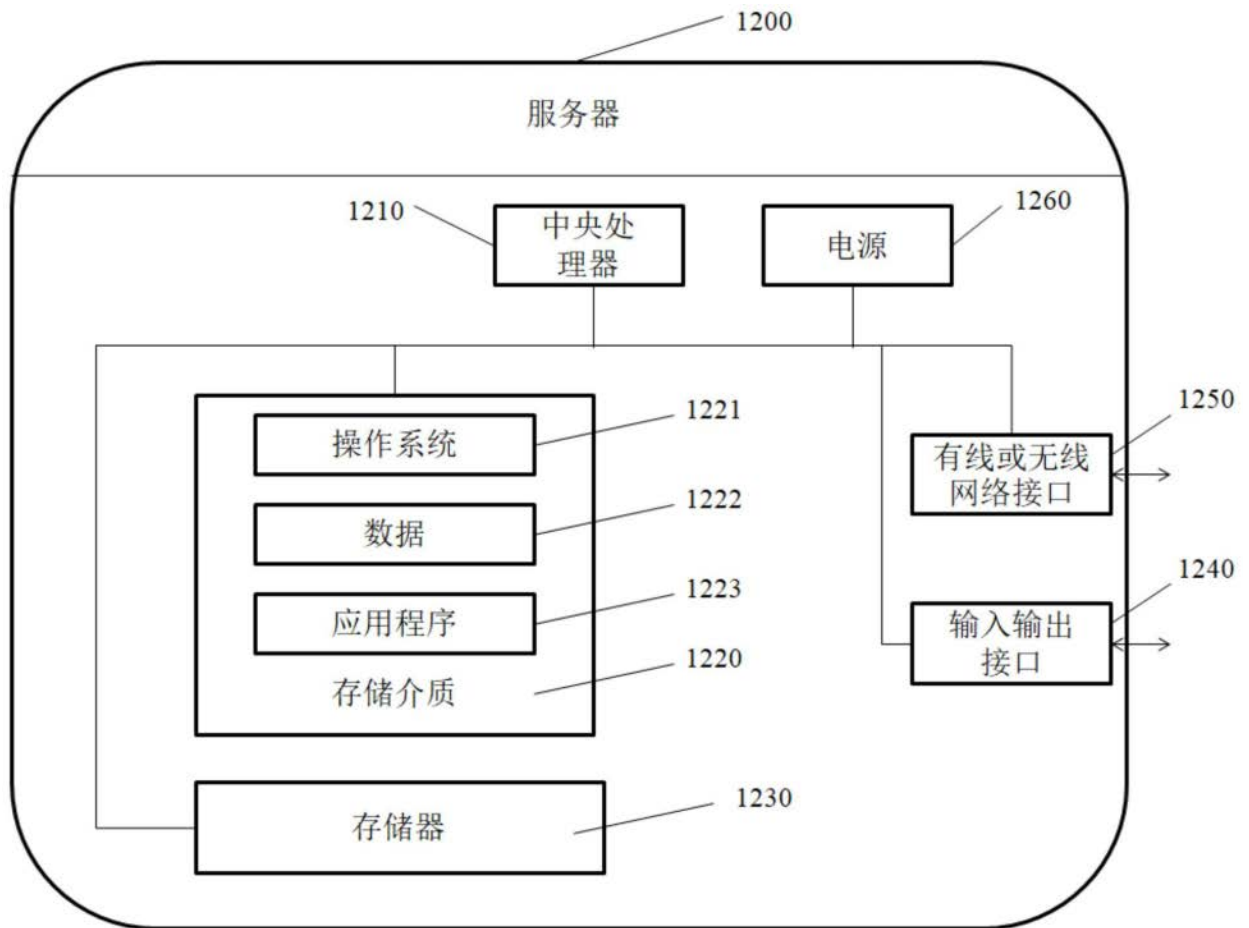 1200
服务器
1210
中央处
理器
1260
电源
1221
操作系统
1250
有线或无线
网络接口
1222
数据
1223
应用程序
1240
输入输出
接口
1220
存储介质
1230
存储器